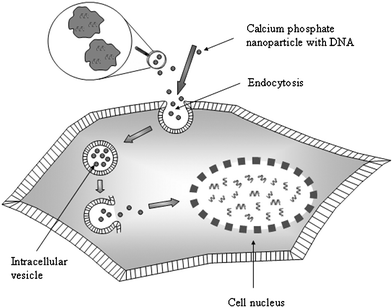 Calcium phosphate
nanoparticle with DNA
Endocytosis
Intracellular
vesicle
Cell nucleus